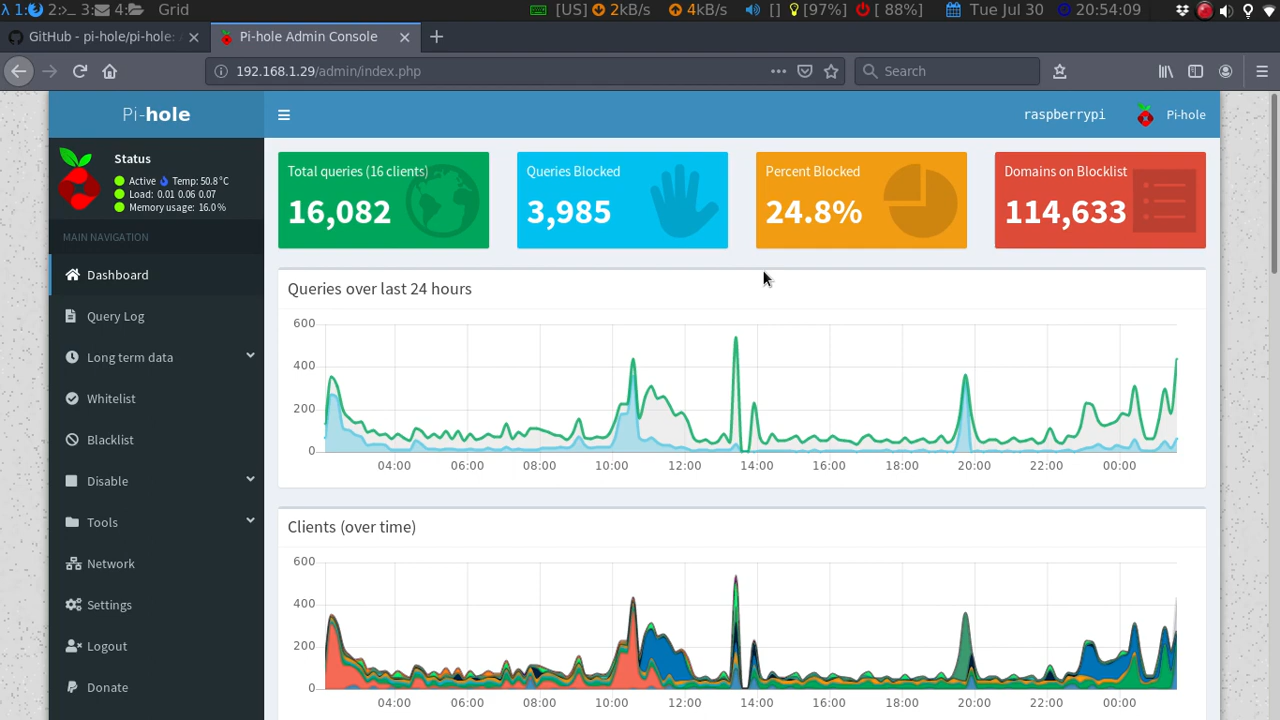 λ 1: 2:>_ 3: 4: Grid [US] 2kB/s 4kB/s [] [97%] [ 88%] Tue Jul 30 20:54:09
GitHub - pi-hole/pi-hole: Pi-hole Admin Console
192.168.1.29/admin/index.php Search
Pi-hole raspberrypi Pi-hole
Status
Active Temp: 50.8°C
Load: 0.01 0.06 0.07
Memory usage: 16.0%
MAIN NAVIGATION
Dashboard
Query Log
Long term data
Whitelist
Blacklist
Disable
Tools
Network
Settings
Logout
Donate
Total queries (16 clients)
16,082
Queries Blocked
3,985
Percent Blocked
24.8%
Domains on Blocklist
114,633
Queries over last 24 hours
600
400
200
0
04:00 06:00 08:00 10:00 12:00 14:00 16:00 18:00 20:00 22:00 00:00
Clients (over time)
600
400
200
0
04:00 06:00 08:00 10:00 12:00 14:00 16:00 18:00 20:00 22:00 00:00